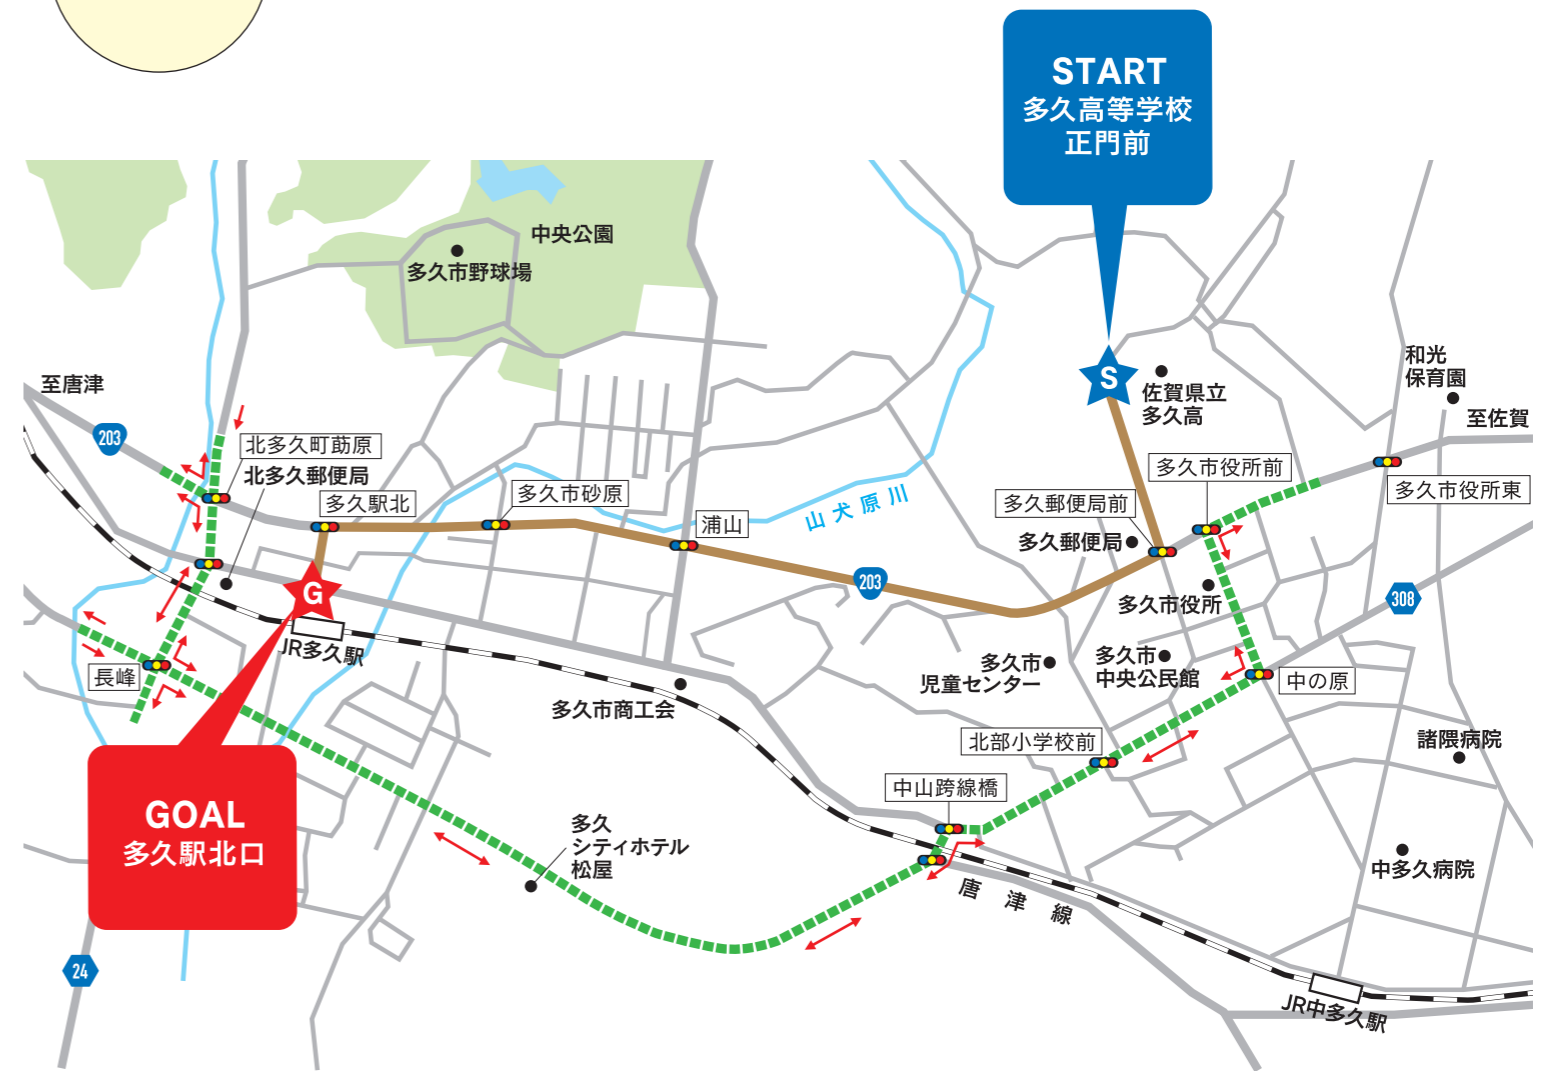 START
多久高等学校
正門前
中央公園
多久市野球場
至唐津
203
北多久町莇原
北多久郵便局
多久駅北
多久市砂原
浦山
山犬原川
S
佐賀県立
多久高
和光
保育園
至佐賀
多久市役所前
多久市役所東
多久郵便局前
多久郵便局
203
多久市役所
308
G
JR多久駅
長峰
多久市
児童センター
多久市
中央公民館
中の原
多久市商工会
北部小学校前
諸隈病院
中山跨線橋
GOAL
多久駅北口
多久
シティホテル
松屋
唐津線
中多久病院
24
JR中多久駅